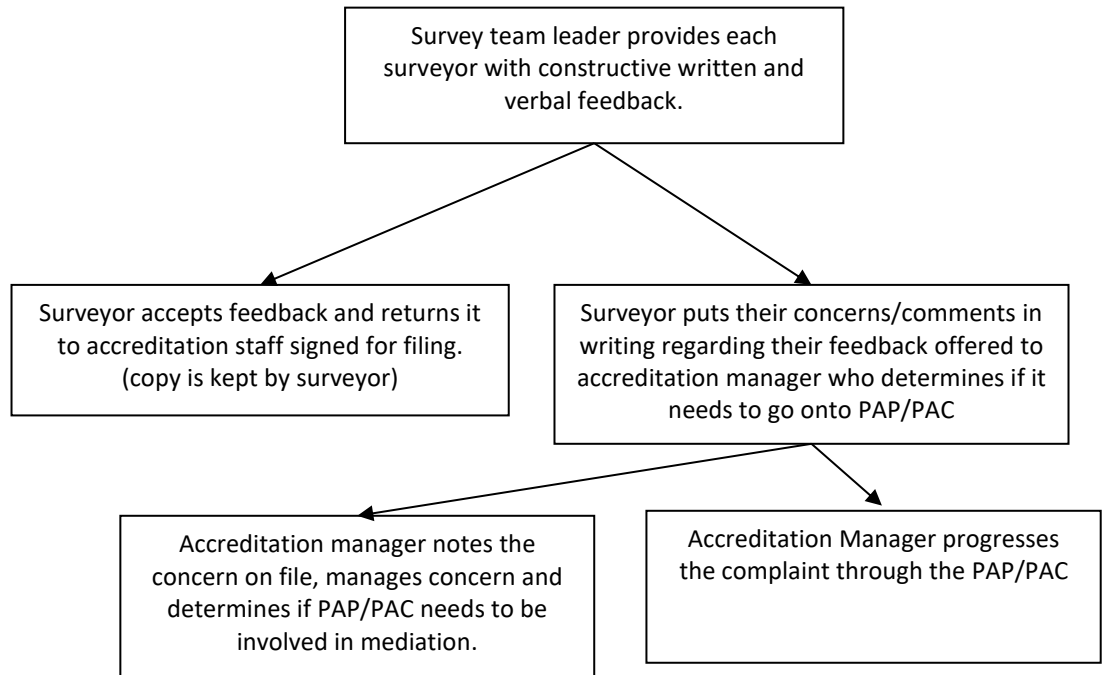 Survey team leader provides each
surveyor with constructive written and
verbal feedback.
Surveyor accepts feedback and returns it
to accreditation staff signed for filing.
(copy is kept by surveyor)
Surveyor puts their concerns/comments in
writing regarding their feedback offered to
accreditation manager who determines if it
needs to go onto PAP/PAC
Accreditation manager notes the
concern on file, manages concern and
determines if PAP/PAC needs to be
involved in mediation.
Accreditation Manager progresses
the complaint through the PAP/PAC